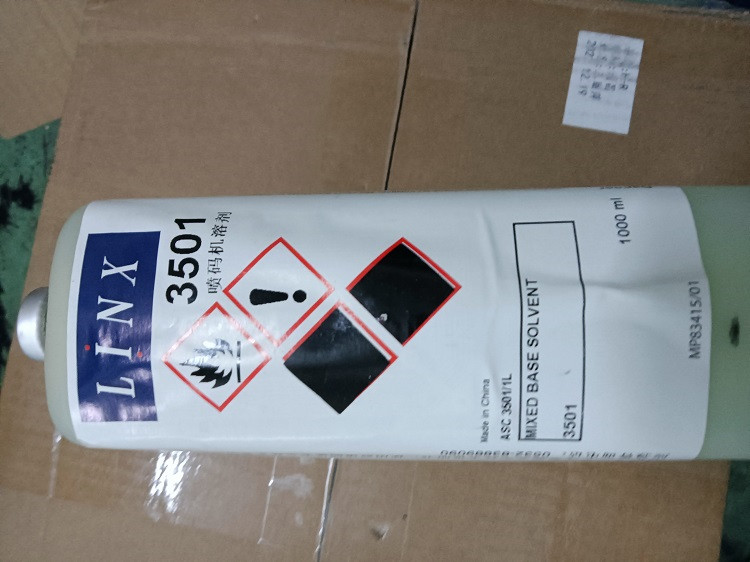 LINX
3501
喷码机溶剂
Made in China
ASC 3501/1L
MIXED BASE SOLVENT
3501
1000 ml
MP83415/01